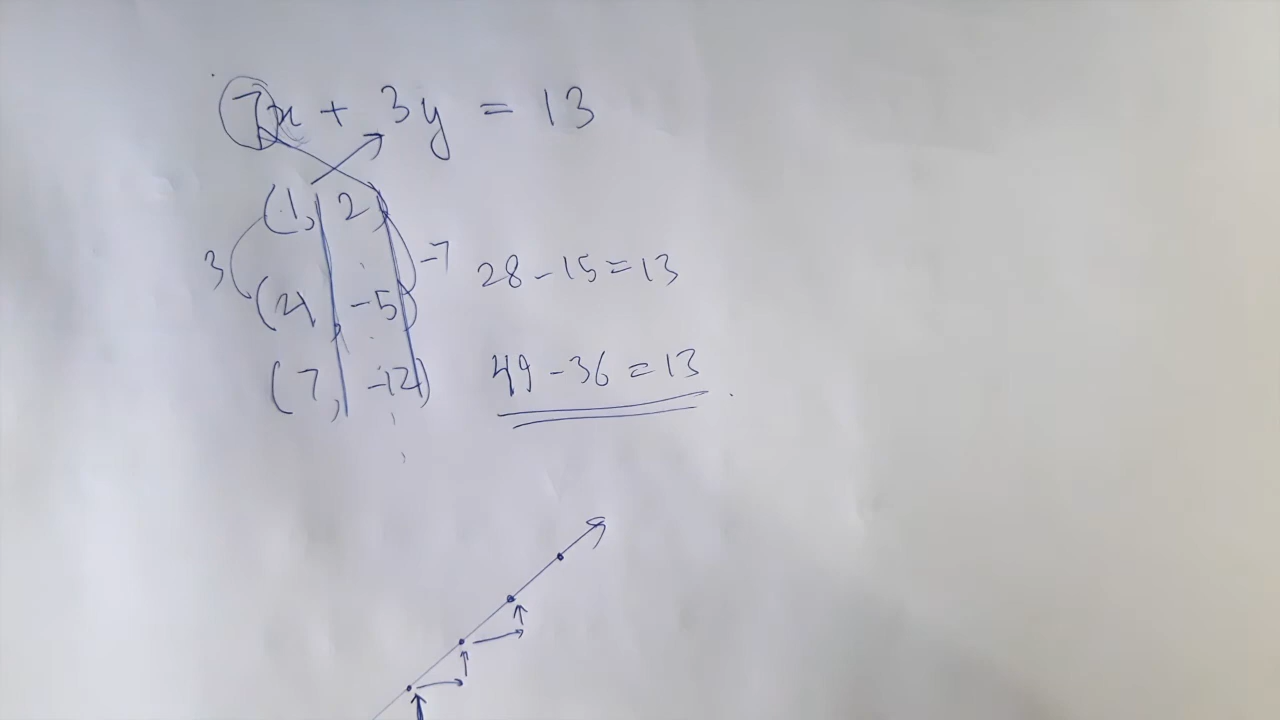 7x + 3y = 13
(1, 2)
3 -7 28 - 15 = 13
(4, -5)
(7, -12) 49 - 36 = 13